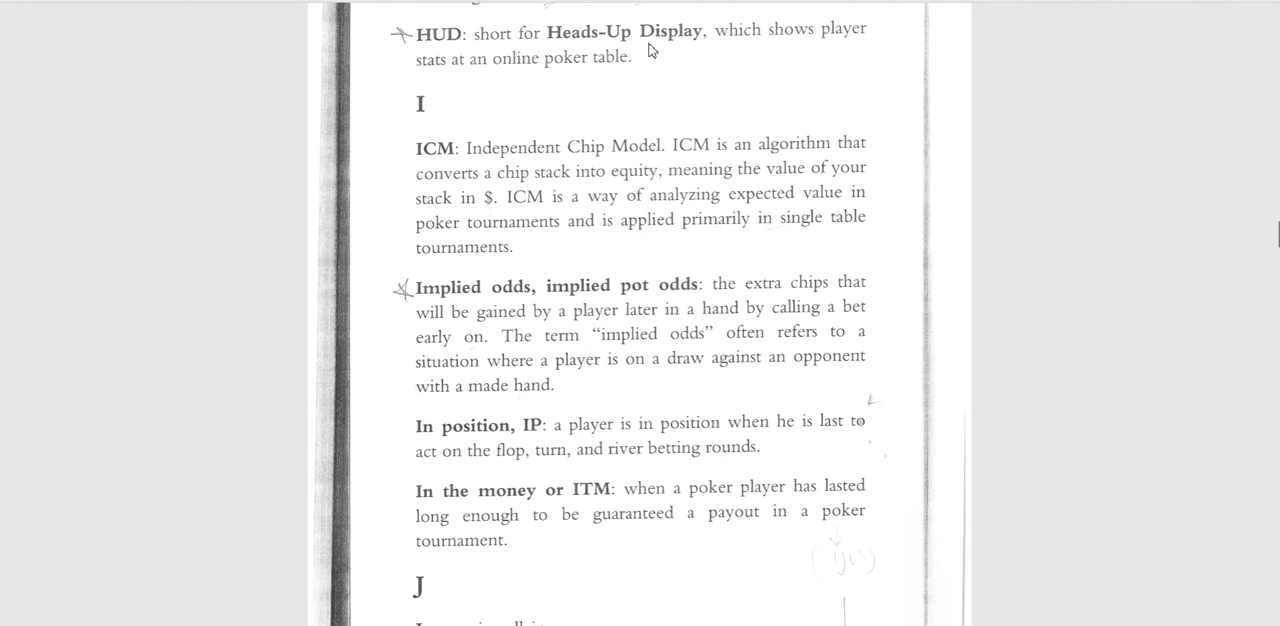 HUD: short for Heads-Up Display, which shows player
stats at an online poker table.
I
ICM: Independent Chip Model. ICM is an algorithm that
converts a chip stack into equity, meaning the value of your
stack in $. ICM is a way of analyzing expected value in
poker tournaments and is applied primarily in single table
tournaments.
Implied odds, implied pot odds: the extra chips that
will be gained by a player later in a hand by calling a bet
early on. The term “implied odds” often refers to a
situation where a player is on a draw against an opponent
with a made hand.
In position, IP: a player is in position when he is last to
act on the flop, turn, and river betting rounds.
In the money or ITM: when a poker player has lasted
long enough to be guaranteed a payout in a poker
tournament.
J